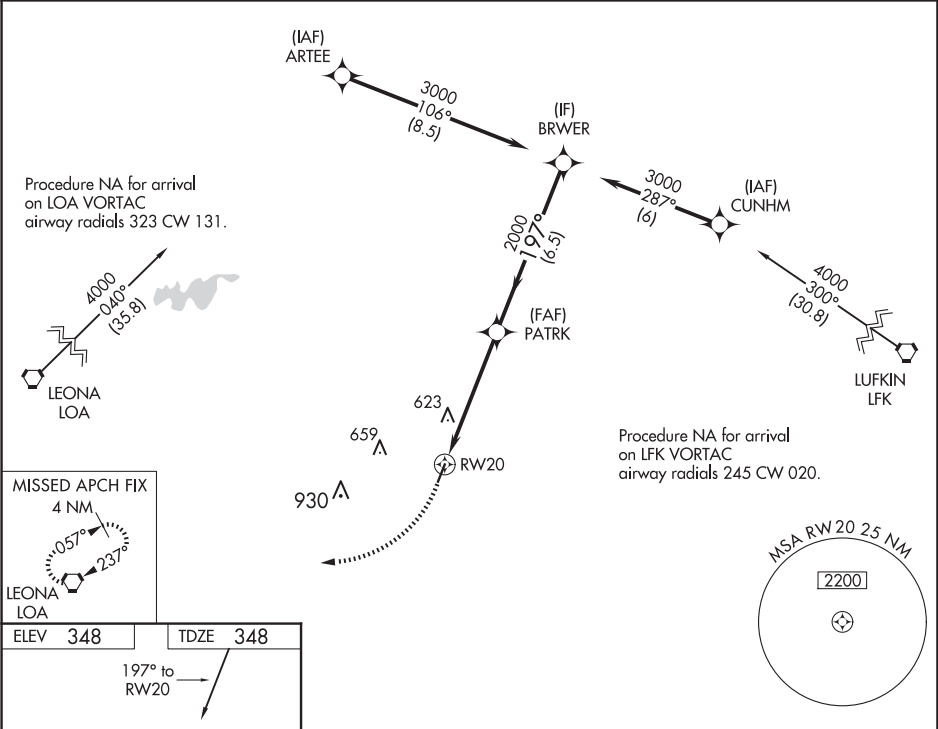 (IAF)
ARTEE
3000
106°
(8.5)
(IF)
BRWER
3000
287°
(6)
(IAF)
CUNHM
Procedure NA for arrival
on LOA VORTAC
airway radials 323 CW 131.
4000
040°
(35.8)
LEONA
LOA
2000
197°
(6.5)
(FAF)
PATRK
4000
300°
(30.8)
LUFKIN
LFK
623
659
930
RW20
Procedure NA for arrival
on LFK VORTAC
airway radials 245 CW 020.
MISSED APCH FIX
4 NM
057°
237°
LEONA
LOA
MSA RW20 25 NM
2200
ELEV 348
TDZE 348
197° to
RW20